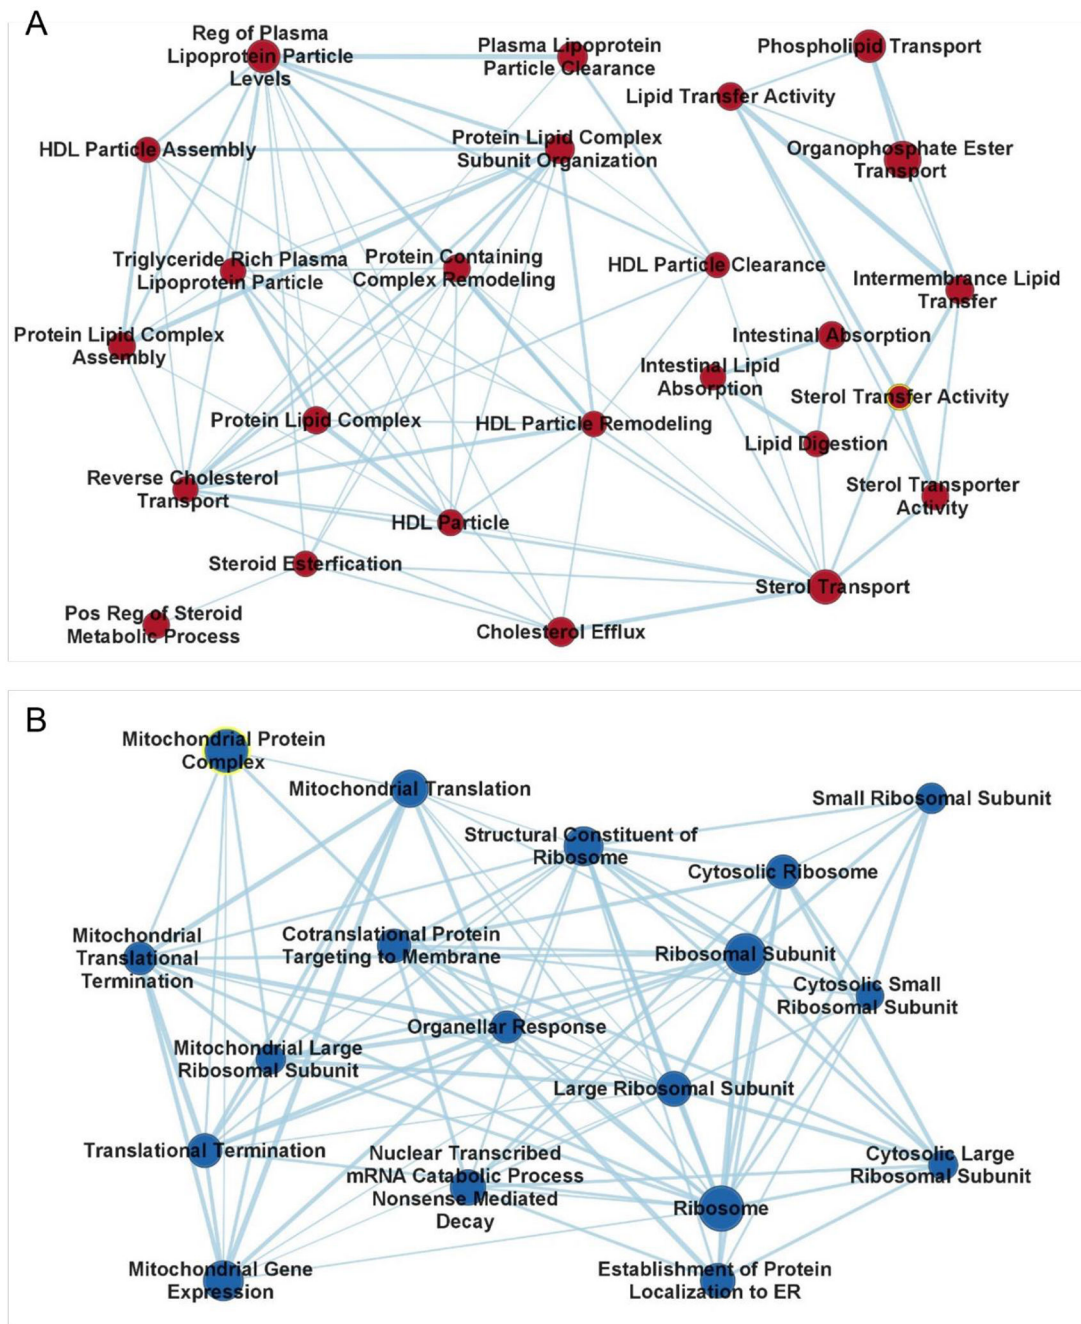 A
Reg of Plasma
Lipoprotein Particle
Levels
Plasma Lipoprotein
Particle Clearance
Phospholipid Transport
Lipid Transfer Activity
HDL Particle Assembly
Protein Lipid Complex
Subunit Organization
Organophosphate Ester
Transport
Triglyceride Rich Plasma
Lipoprotein Particle
Protein Containing
Complex Remodeling
HDL Particle Clearance
Intermembrance Lipid
Transfer
Protein Lipid Complex
Assembly
Intestinal Absorption
Intestinal Lipid
Absorption
Sterol Transfer Activity
Protein Lipid Complex
HDL Particle Remodeling
Lipid Digestion
Reverse Cholesterol
Transport
Sterol Transporter
Activity
HDL Particle
Steroid Esterfication
Sterol Transport
Pos Reg of Steroid
Metabolic Process
Cholesterol Efflux
B
Mitochondrial Protein
Complex
Mitochondrial Translation
Small Ribosomal Subunit
Structural Constituent of
Ribosome
Cytosolic Ribosome
Mitochondrial
Translational
Termination
Cotranslational Protein
Targeting to Membrane
Ribosomal Subunit
Cytosolic Small
Ribosomal Subunit
Organellar Response
Mitochondrial Large
Ribosomal Subunit
Large Ribosomal Subunit
Translational Termination
Nuclear Transcribed
mRNA Catabolic Process
Nonsense Mediated
Decay
Cytosolic Large
Ribosomal Subunit
Ribosome
Mitochondrial Gene
Expression
Establishment of Protein
Localization to ER